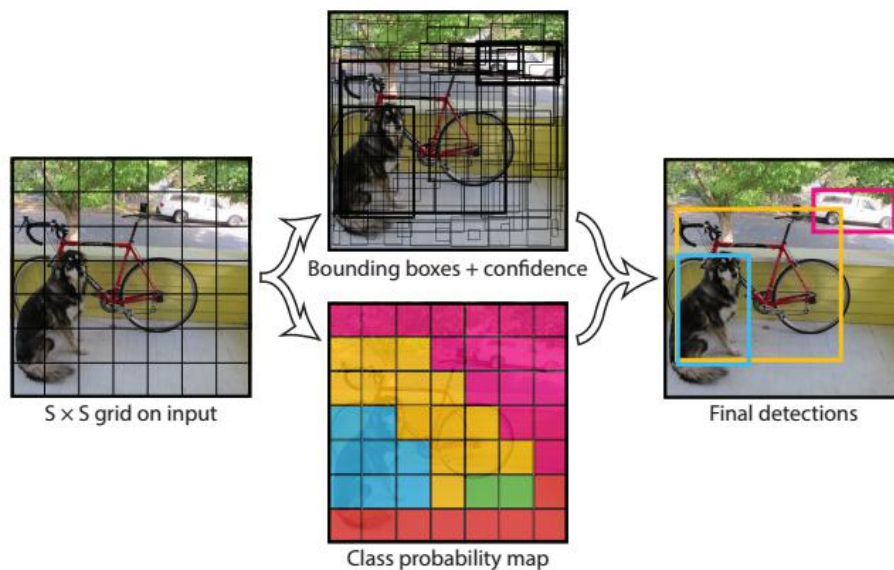 Bounding boxes + confidence
S × S grid on input
Final detections
Class probability map